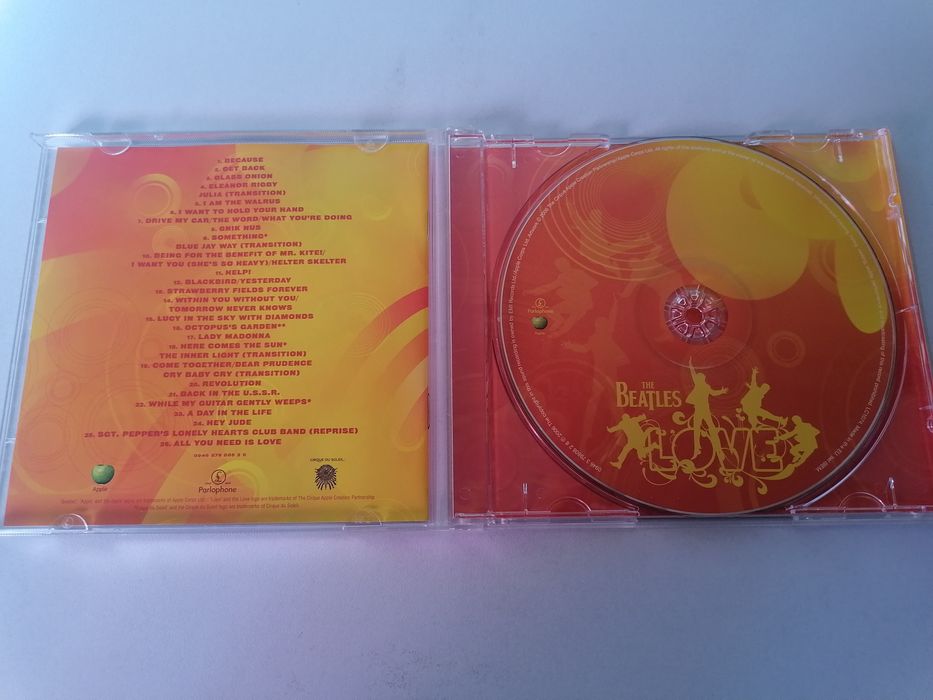 1. BECAUSE
2. GET BACK
3. GLASS ONION
4. ELEANOR RIGBY
JULIA (TRANSITION)
5. I AM THE WALRUS
6. I WANT TO HOLD YOUR HAND
7. DRIVE MY CAR/THE WORD/WHAT YOU'RE DOING
8. GNIK NUS
9. SOMETHING*
BLUE JAY WAY (TRANSITION)
10. BEING FOR THE BENEFIT OF MR. KITE!/
I WANT YOU (SHE'S SO HEAVY)/HELTER SKELTER
11. HELP!
12. BLACKBIRD/YESTERDAY
13. STRAWBERRY FIELDS FOREVER
14. WITHIN YOU WITHOUT YOU/
TOMORROW NEVER KNOWS
15. LUCY IN THE SKY WITH DIAMONDS
16. OCTOPUS'S GARDEN**
17. LADY MADONNA
18. HERE COMES THE SUN*
THE INNER LIGHT (TRANSITION)
19. COME TOGETHER/DEAR PRUDENCE
CRY BABY CRY (TRANSITION)
20. REVOLUTION
21. BACK IN THE U.S.S.R.
22. WHILE MY GUITAR GENTLY WEEPS*
23. A DAY IN THE LIFE
24. HEY JUDE
25. SGT. PEPPER'S LONELY HEARTS CLUB BAND (REPRISE)
26. ALL YOU NEED IS LOVE
Apple
Parlophone
CIRQUE DU SOLEIL
Parlophone
THE
BEATLES
LOVE